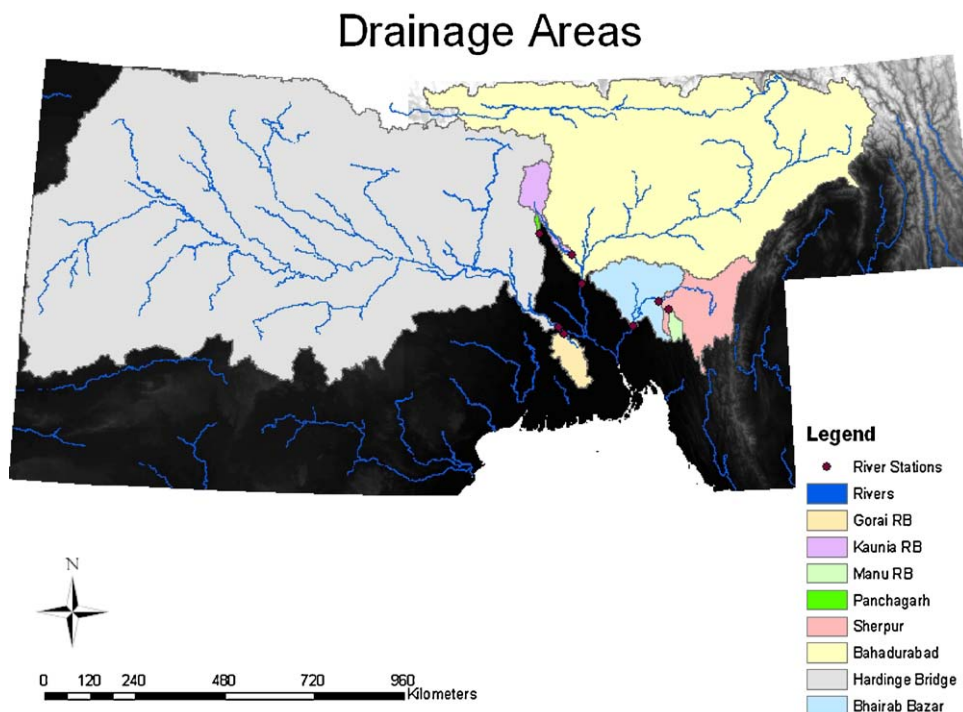 Drainage Areas
Legend
River Stations
Rivers
Gorai RB
Kaunia RB
Manu RB
Panchagarh
Sherpur
Bahadurabad
Hardinge Bridge
Bhairab Bazar
N
0 120 240 480 720 960
Kilometers